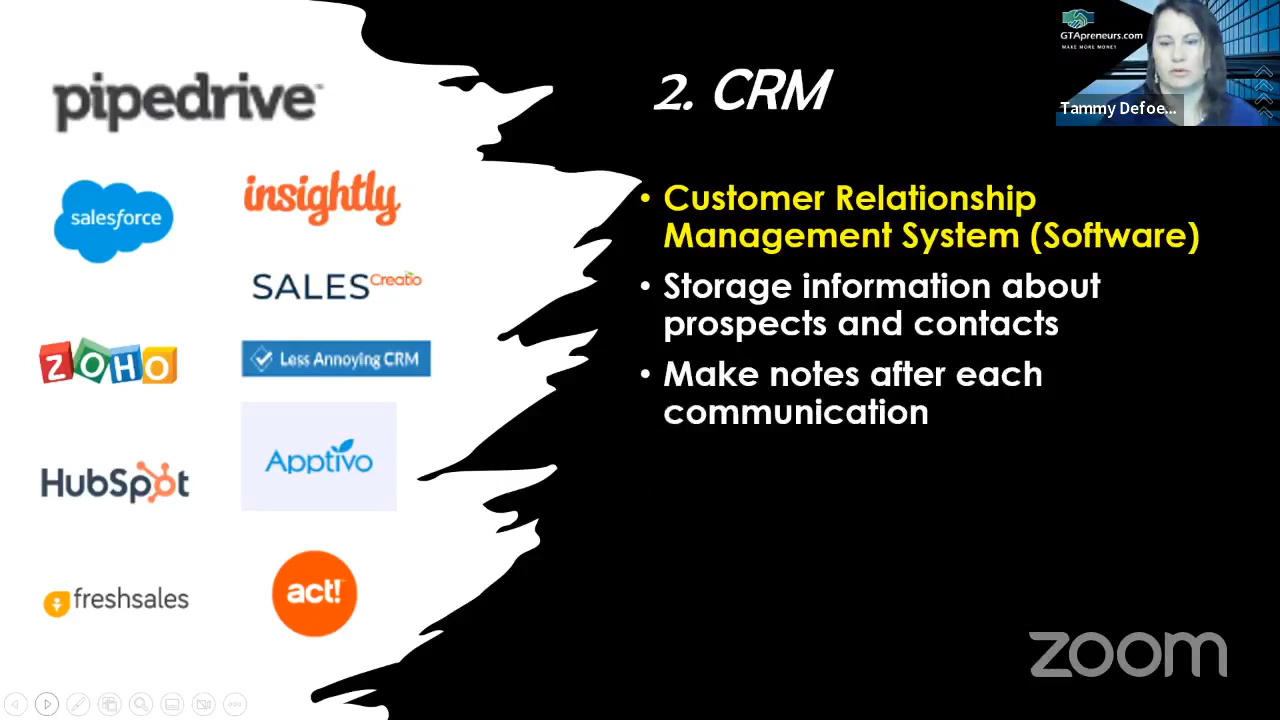 pipedrive™
salesforce
insightly
SALES Creatio
ZOHO
Less Annoying CRM
HubSpot
Apptivo
freshsales
act!
2. CRM
• Customer Relationship
Management System (Software)
• Storage information about
prospects and contacts
• Make notes after each
communication
GTApreneurs.com
MAKE MORE MONEY
Tammy Defoe...
zoom